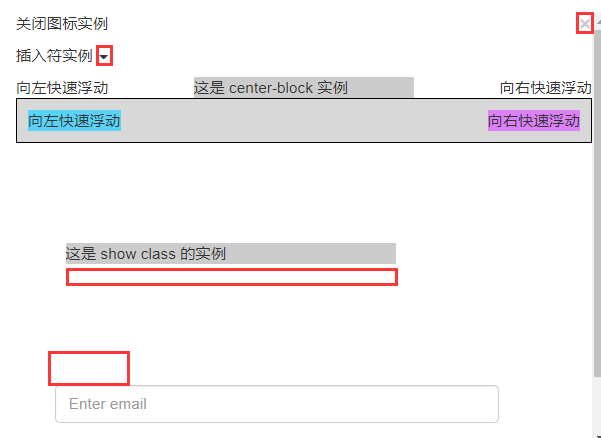 关闭图标实例 ×
插入符实例
向左快速浮动 这是 center-block 实例 向右快速浮动
向左快速浮动 向右快速浮动
这是 show class 的实例
Enter email